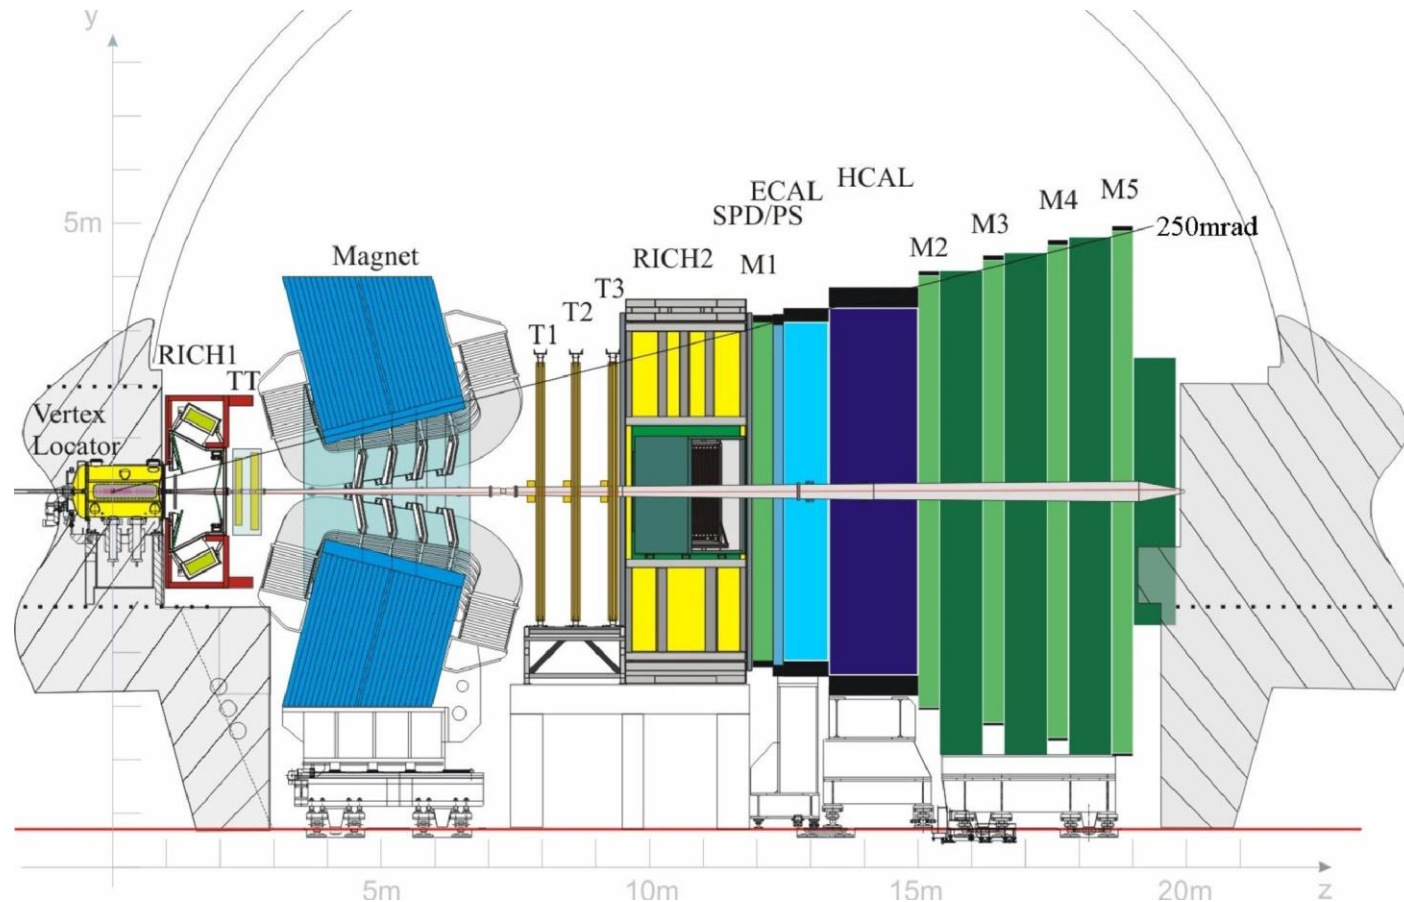 y
HCAL
ECAL
M5
M4
SPD/PS
M3
5m
250mrad
M2
Magnet
RICH2
M1
T3
T2
T1
RICH1
TT
Vertex
Locator
5m
10m
15m
20m
z